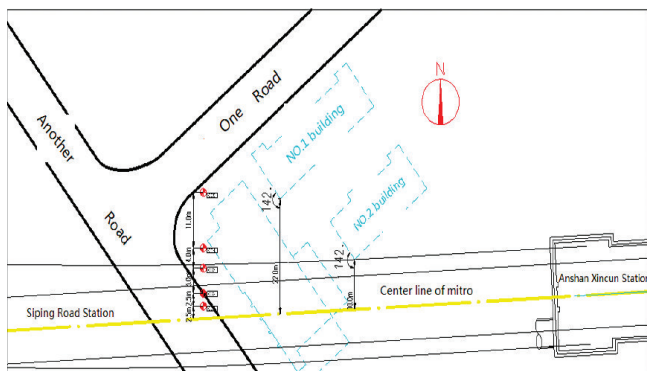 N
One Road
Another
Road
NO.1 building
NO.2 building
142°
142°
11.0m
4.0m
22.0m
2.5m
Center line of mitro
Siping Road Station
Anshan Xincun Station